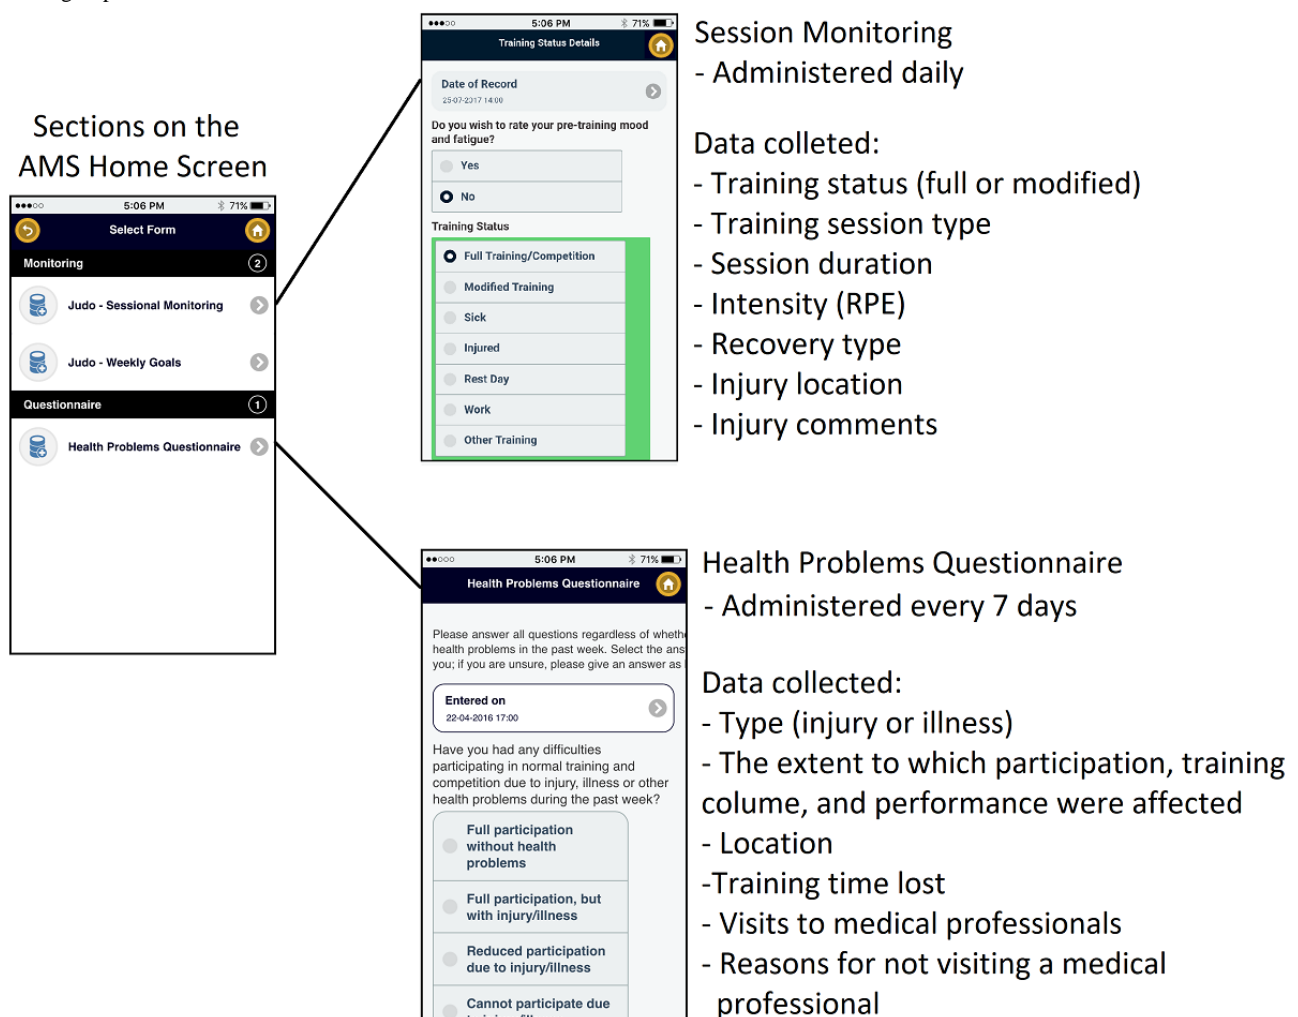 Sections on the
AMS Home Screen
5:06 PM
71%
Select Form
Monitoring
2
Judo - Sessional Monitoring
Judo - Weekly Goals
Questionnaire
1
Health Problems Questionnaire
5:06 PM
71%
Training Status Details
Date of Record
25-07-2017 14:00
Do you wish to rate your pre-training mood
and fatigue?
Yes
No
Training Status
Full Training/Competition
Modified Training
Sick
Injured
Rest Day
Work
Other Training
Session Monitoring
- Administered daily
Data colleted:
- Training status (full or modified)
- Training session type
- Session duration
- Intensity (RPE)
- Recovery type
- Injury location
- Injury comments
5:06 PM
71%
Health Problems Questionnaire
Please answer all questions regardless of wheth
health problems in the past week. Select the ans
you; if you are unsure, please give an answer as
Entered on
22-04-2016 17:00
Have you had any difficulties
participating in normal training and
competition due to injury, illness or other
health problems during the past week?
Full participation
without health
problems
Full participation, but
with injury/illness
Reduced participation
due to injury/illness
Cannot participate due
Health Problems Questionnaire
- Administered every 7 days
Data collected:
- Type (injury or illness)
- The extent to which participation, training
colume, and performance were affected
- Location
-Training time lost
- Visits to medical professionals
- Reasons for not visiting a medical
professional